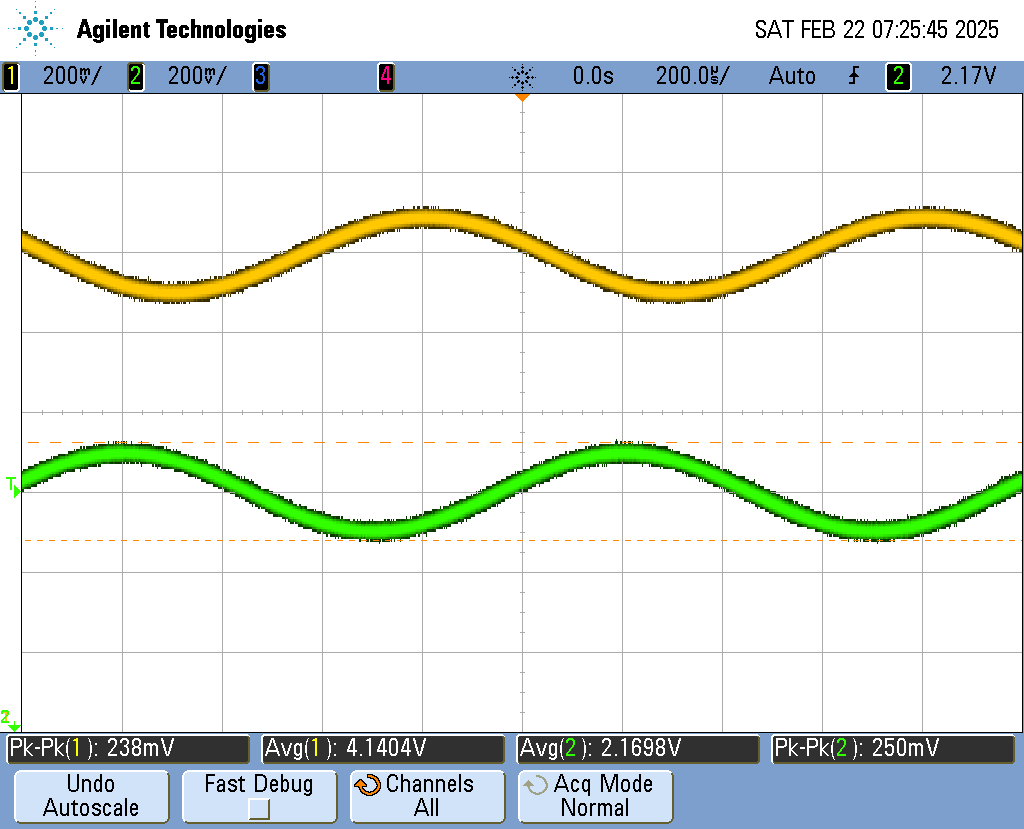 Agilent Technologies SAT FEB 22 07:25:45 2025
1 200mV/ 2 200mV/ 3 4 0.0s 200.0µs/ Auto 2 2.17V
T
2
Pk-Pk(1): 238mV Avg(1): 4.1404V Avg(2): 2.1698V Pk-Pk(2): 250mV
Undo Autoscale
Fast Debug
Channels All
Acq Mode Normal